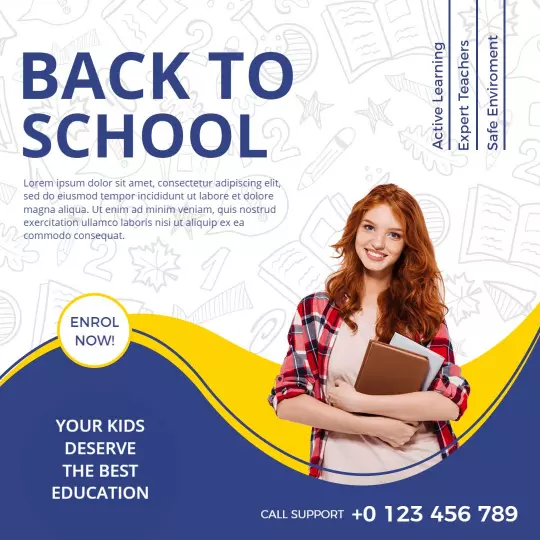 BACK TO
SCHOOL
Lorem ipsum dolor sit amet, consectetur adipiscing elit,
sed do eiusmod tempor incididunt ut labore et dolore
magna aliqua. Ut enim ad minim veniam, quis nostrud
exercitation ullamco laboris nisi ut aliquip ex ea
commodo consequat.
Active Learning
Expert Teachers
Safe Enviroment
ENROL
NOW!
YOUR KIDS
DESERVE
THE BEST
EDUCATION
CALL SUPPORT +0 123 456 789